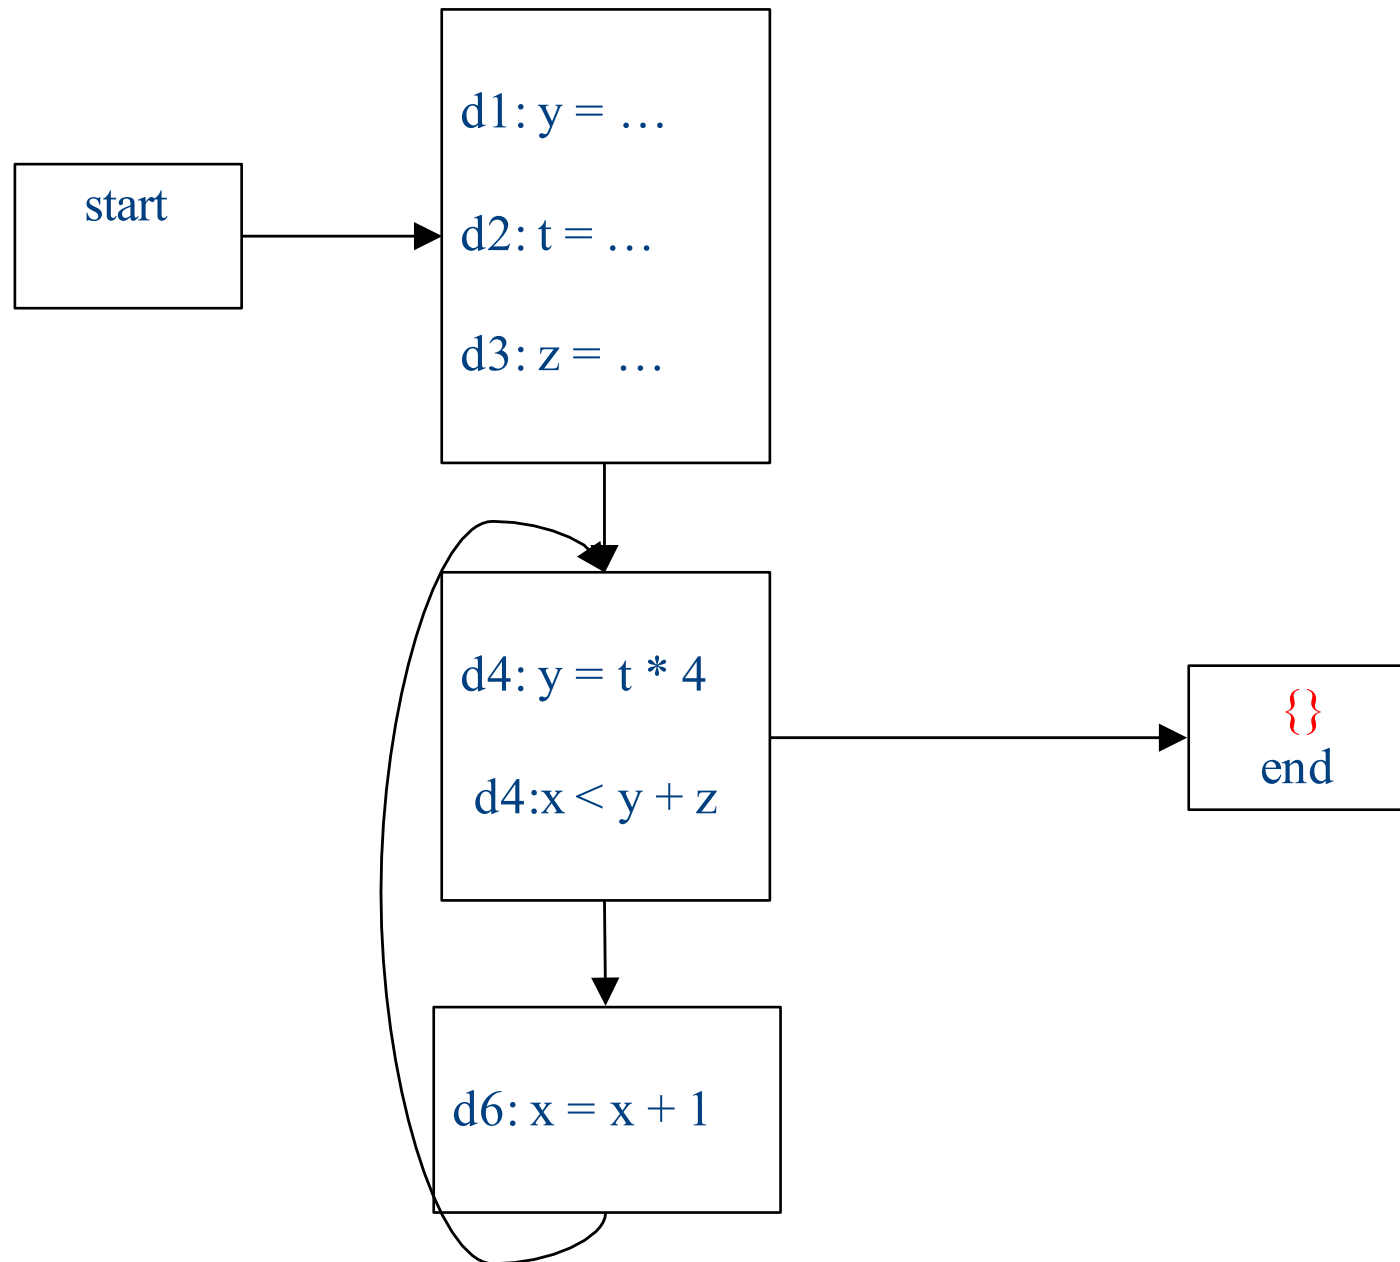 start
d1: y = …
d2: t = …
d3: z = …
d4: y = t * 4
d4:x < y + z
{}
end
d6: x = x + 1